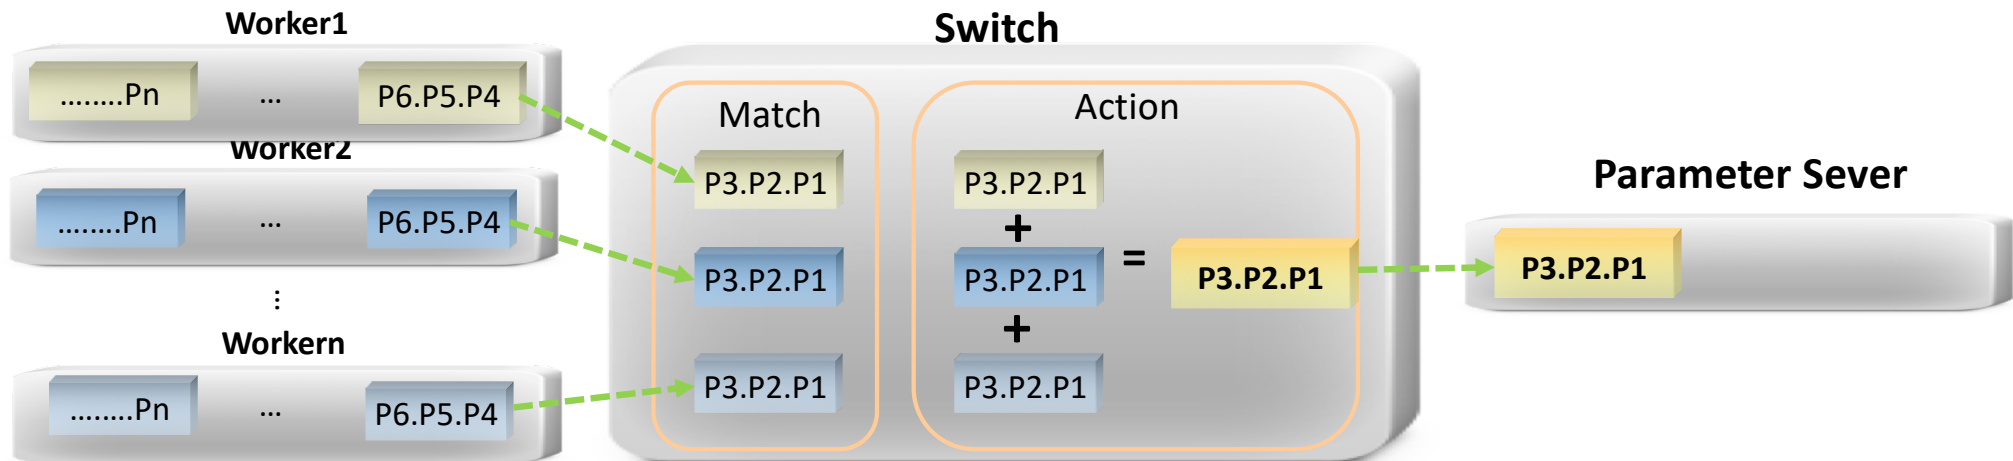 Worker1
........Pn ... P6.P5.P4
Worker2
........Pn ... P6.P5.P4
...
Workern
........Pn ... P6.P5.P4
Switch
Match
P3.P2.P1
P3.P2.P1
P3.P2.P1
Action
P3.P2.P1
+
P3.P2.P1 = P3.P2.P1
+
P3.P2.P1
Parameter Sever
P3.P2.P1